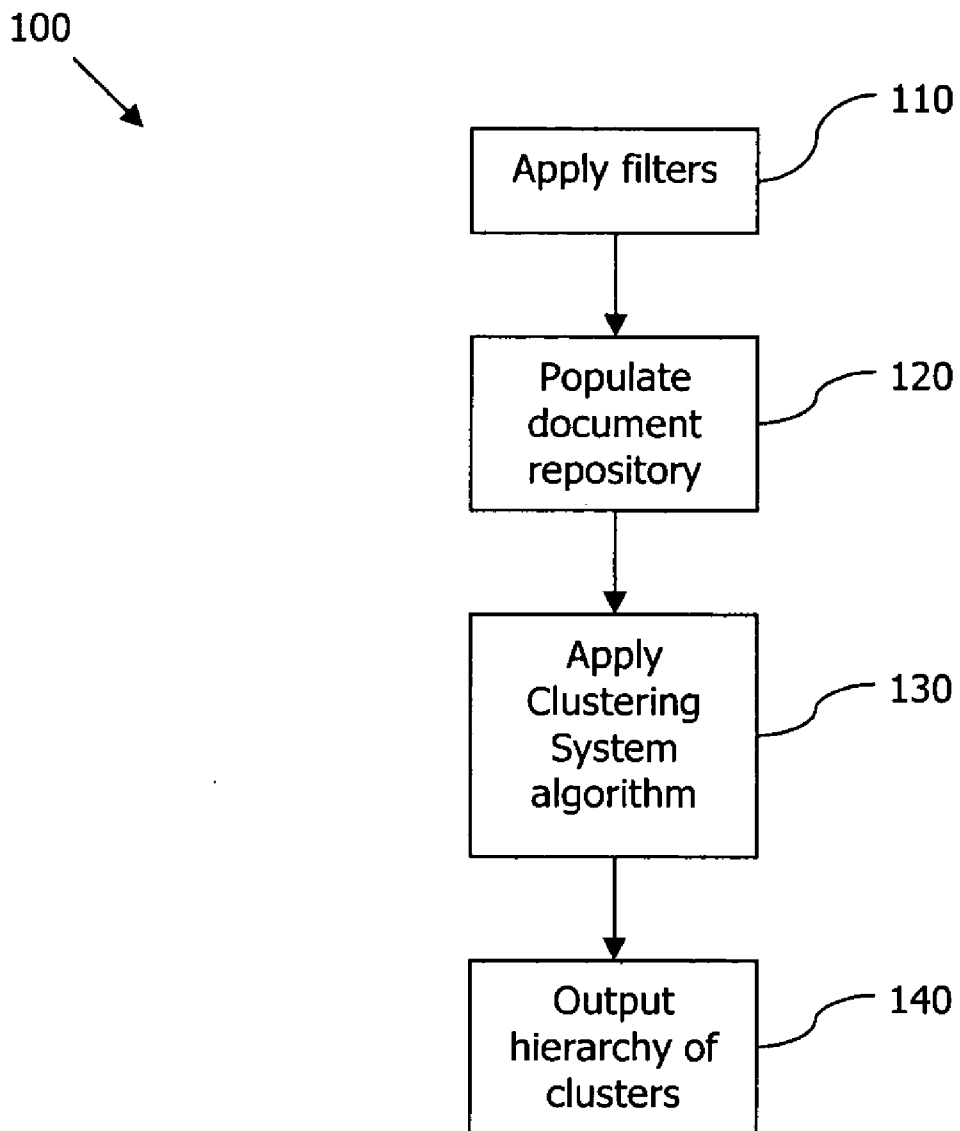 100
110
Apply filters
Populate
document
repository
120
Apply
Clustering
System
algorithm
130
Output
hierarchy of
clusters
140